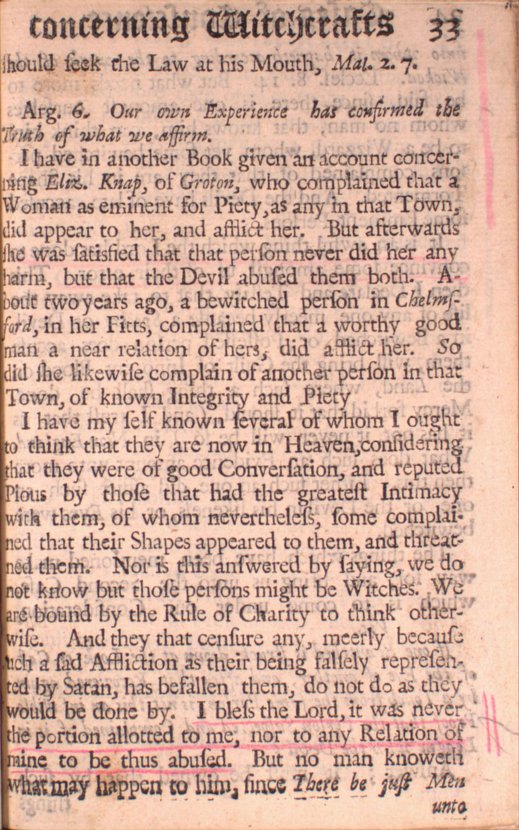 concerning Witchcrafts 33
ſhould ſeek the Law at his Mouth, Mal. 2. 7.
Arg. 6. Our own Experience has confirmed the
Truth of what we affirm.
I have in another Book given an account concer-
ning Eliz. Knap, of Groton, who complained that a
Woman as eminent for Piety,as any in that Town,
did appear to her, and afflict her. But afterwards
ſhe was ſatisfied that that perſon never did her any
harm, but that the Devil abuſed them both. A-
bout two years ago, a bewitched perſon in Chelmſ-
ford, in her Fitts, complained that a worthy good
man a near relation of hers, did afflict her. So
did ſhe likewiſe complain of another perſon in that
Town, of known Integrity and Piety
I have my ſelf known ſeveral of whom I ought
to think that they are now in Heaven,conſidering
that they were of good Converſation, and reputed
Pious by thoſe that had the greateſt Intimacy
with them, of whom nevertheleſs, ſome complai-
ned that their Shapes appeared to them, and threat-
ned them. Nor is this anſwered by ſaying, we do
not know but thoſe perſons might be Witches. We
are bound by the Rule of Charity to think other-
wiſe. And they that cenſure any, meerly becauſe
ſuch a ſad Affliction as their being falſely repreſen-
ted by Satan, has befallen them, do not do as they
would be done by. I bleſs the Lord, it was never
the portion allotted to me, nor to any Relation of
mine to be thus abuſed. But no man knoweth
what may happen to him, ſince There be juſt Men
unto